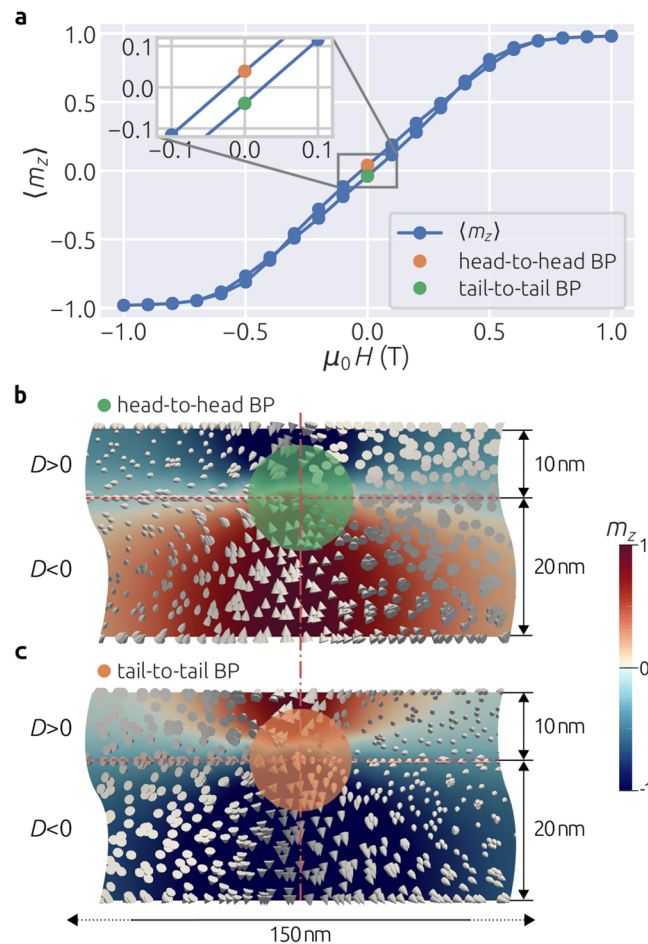 a
1.0
0.5
0.0
−0.5
−1.0
⟨m_z⟩
0.1
0.0
−0.1
−0.1
0.0
0.1
⟨m_z⟩
head-to-head BP
tail-to-tail BP
−1.0
−0.5
0.0
0.5
1.0
μ₀ H (T)
b
head-to-head BP
D>0
10 nm
D<0
20 nm
m_z
1
0
-1
c
tail-to-tail BP
D>0
10 nm
D<0
20 nm
150 nm